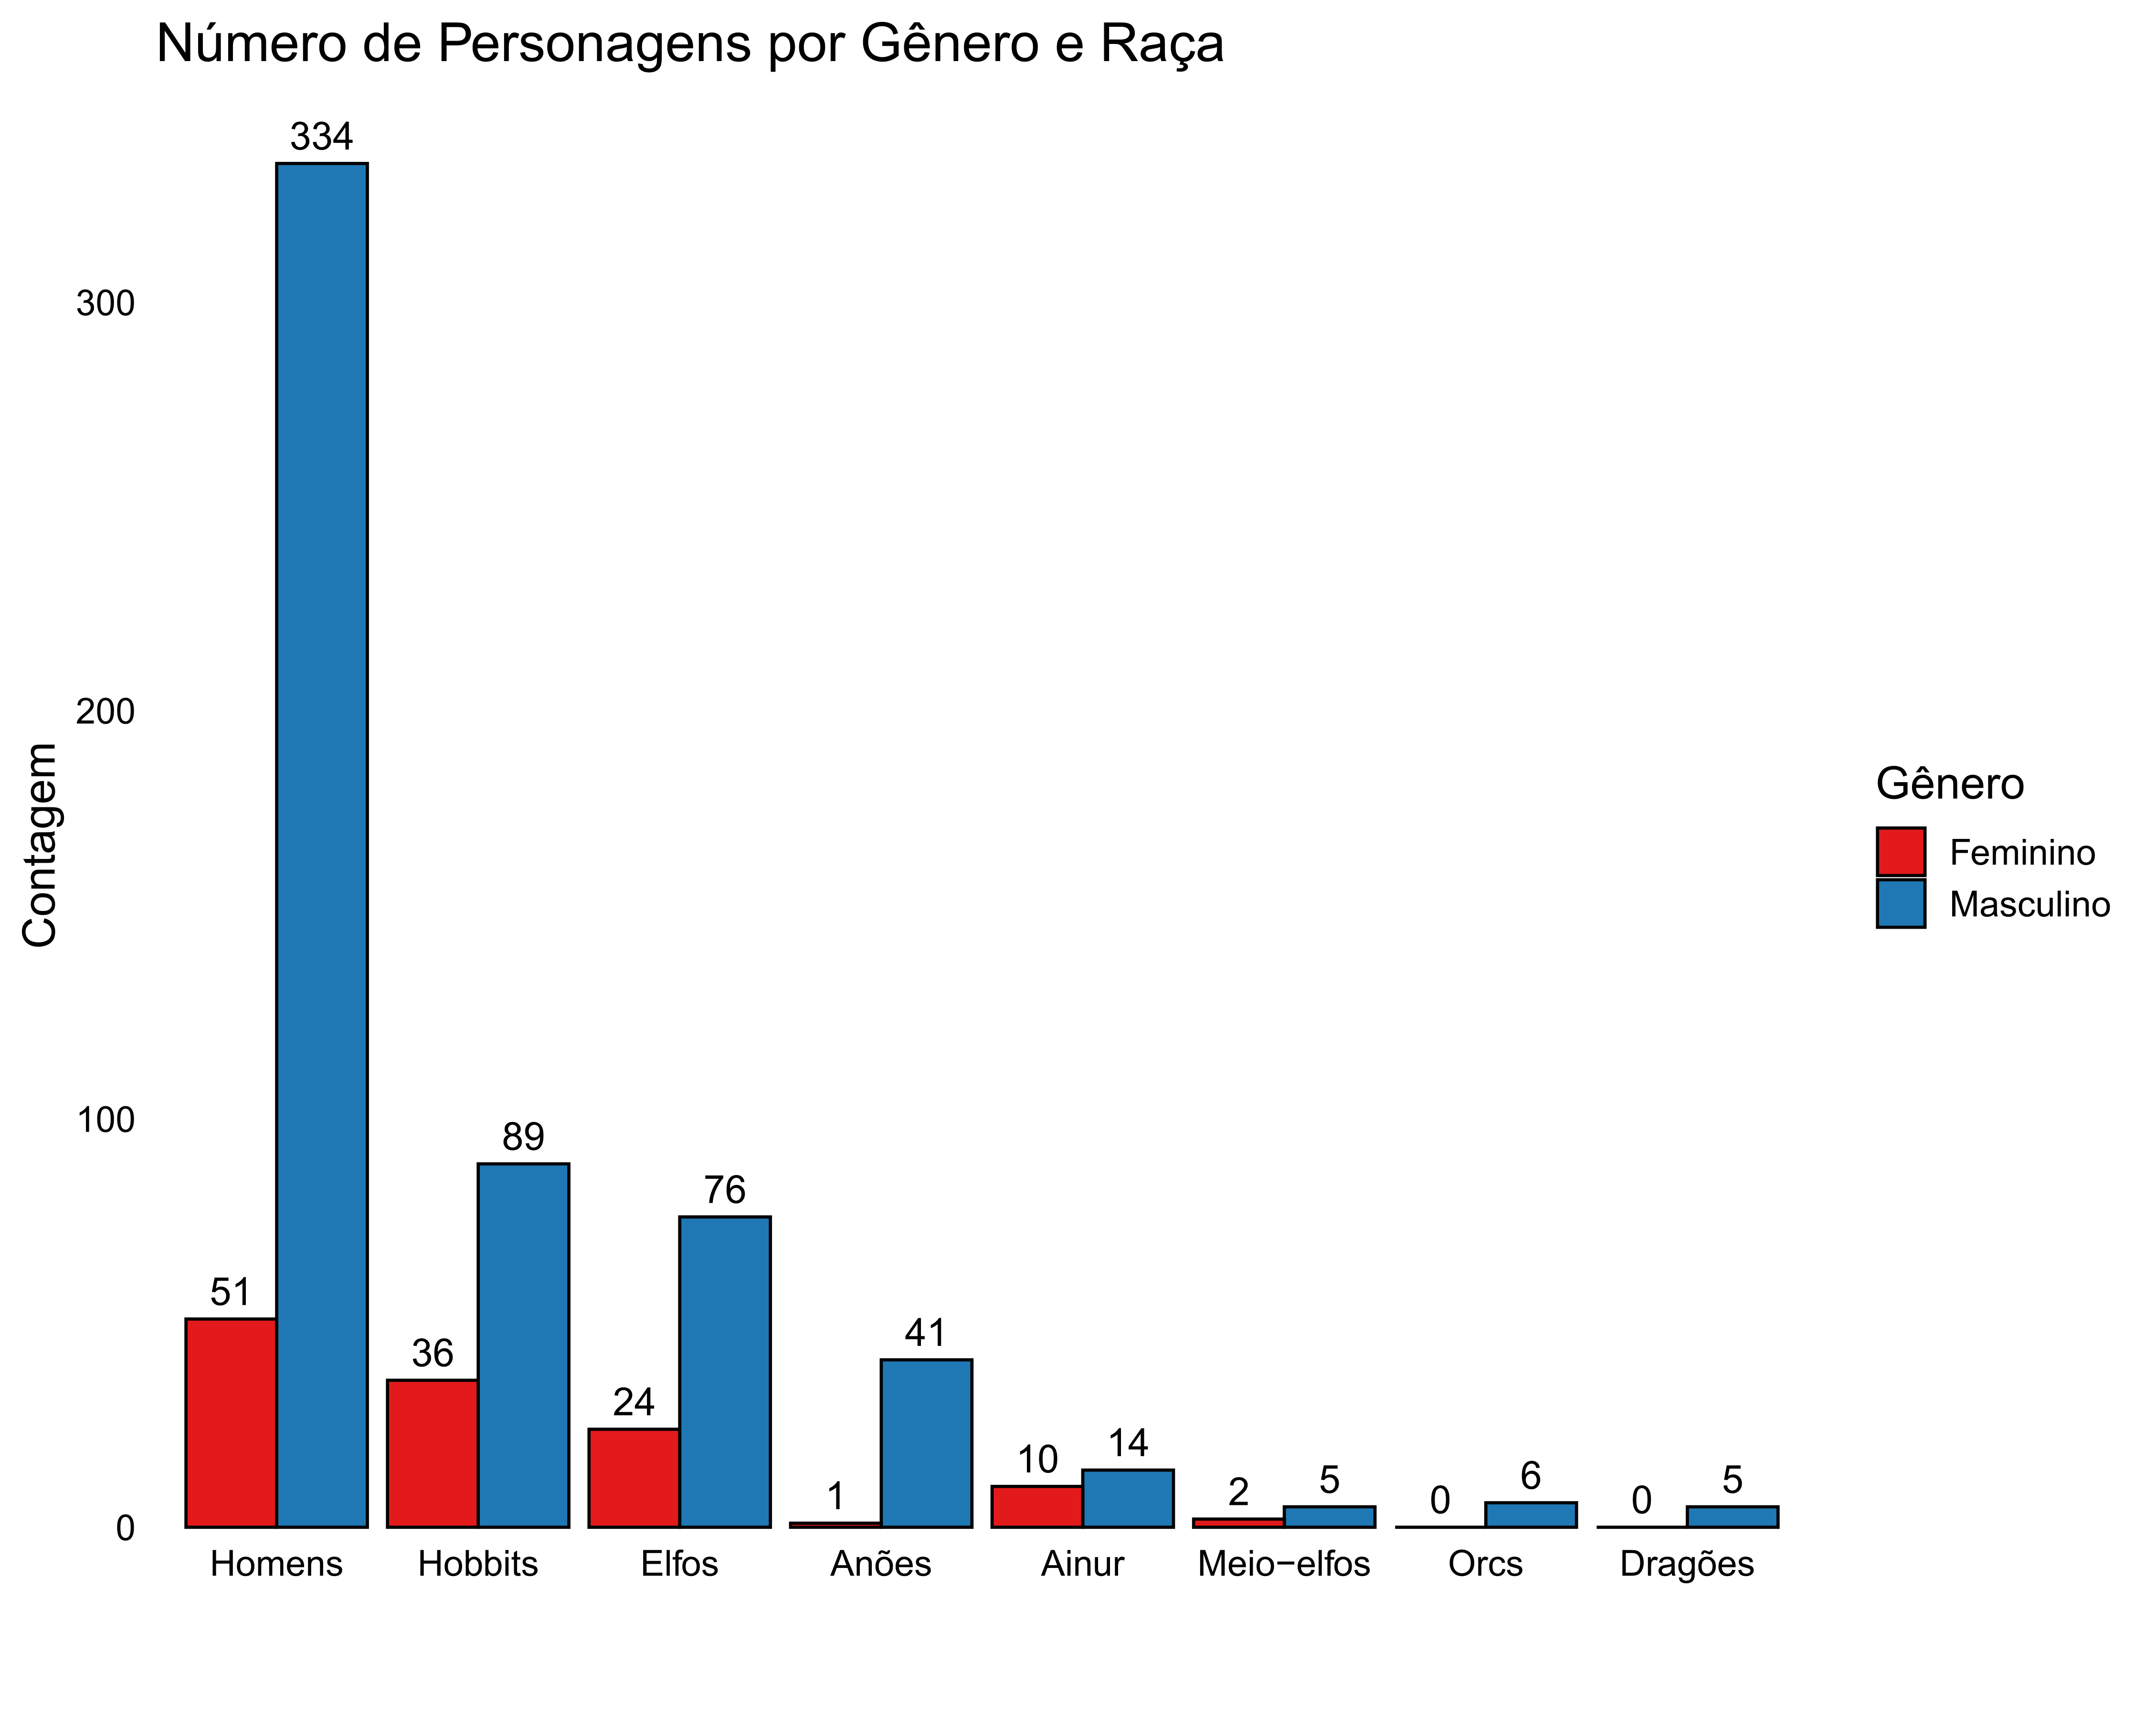 Número de Personagens por Gênero e Raça
334
300
200
Contagem
Gênero
Feminino
Masculino
100
89
76
51
36
41
24
1
10
14
2
5
0
6
0
5
0
Homens
Hobbits
Elfos
Anões
Ainur
Meio−elfos
Orcs
Dragões